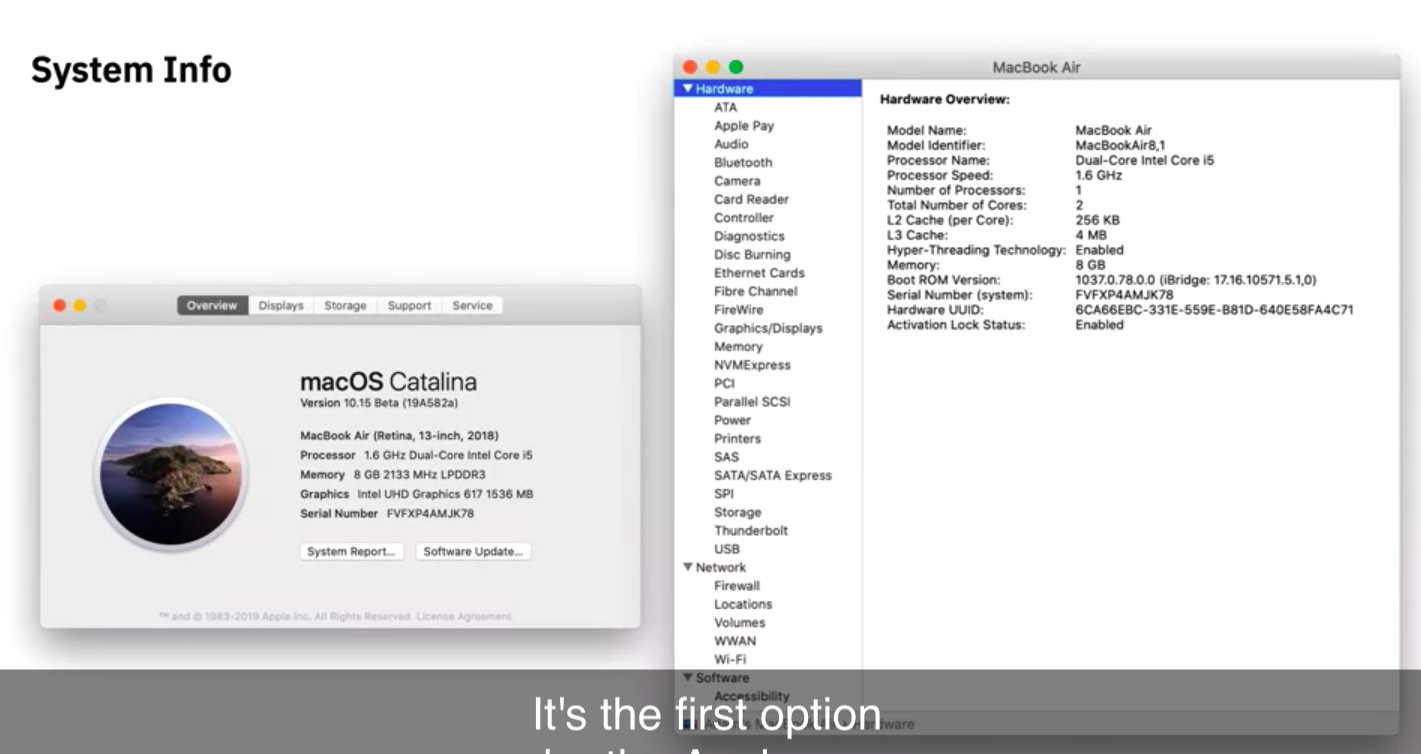 System Info
Overview
Displays
Storage
Support
Service
macOS Catalina
Version 10.15 Beta (19A582a)
MacBook Air (Retina, 13-inch, 2018)
Processor 1.6 GHz Dual-Core Intel Core i5
Memory 8 GB 2133 MHz LPDDR3
Graphics Intel UHD Graphics 617 1536 MB
Serial Number FVFXP4AMJK78
System Report...
Software Update...
™ and © 1983-2019 Apple Inc. All Rights Reserved. License Agreement
MacBook Air
Hardware
ATA
Apple Pay
Audio
Bluetooth
Camera
Card Reader
Controller
Diagnostics
Disc Burning
Ethernet Cards
Fibre Channel
FireWire
Graphics/Displays
Memory
NVMExpress
PCI
Parallel SCSI
Power
Printers
SAS
SATA/SATA Express
SPI
Storage
Thunderbolt
USB
Network
Firewall
Locations
Volumes
WWAN
Wi-Fi
Software
Accessibility
Hardware Overview:
Model Name: MacBook Air
Model Identifier: MacBookAir8,1
Processor Name: Dual-Core Intel Core i5
Processor Speed: 1.6 GHz
Number of Processors: 1
Total Number of Cores: 2
L2 Cache (per Core): 256 KB
L3 Cache: 4 MB
Hyper-Threading Technology: Enabled
Memory: 8 GB
Boot ROM Version: 1037.0.78.0.0 (iBridge: 17.16.10571.5.1,0)
Serial Number (system): FVFXP4AMJK78
Hardware UUID: 6CA66EBC-331E-559E-B81D-640E58FA4C71
Activation Lock Status: Enabled
It's the first option